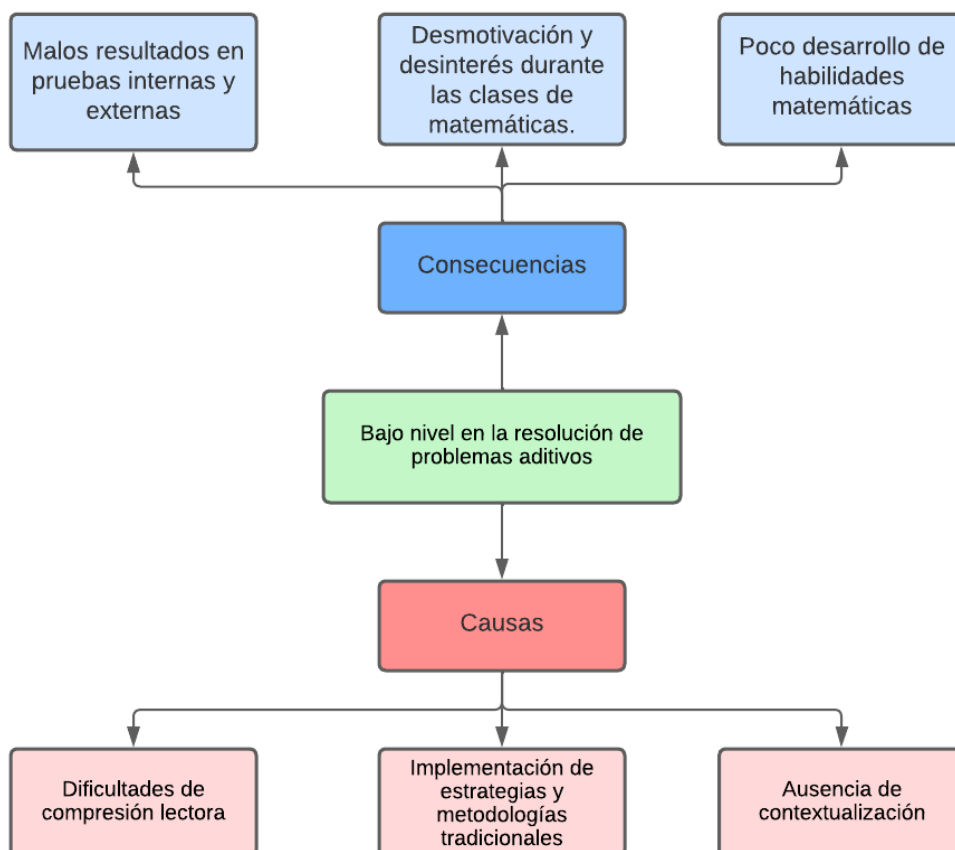 Malos resultados en
pruebas internas y
externas
Desmotivación y
desinterés durante
las clases de
matemáticas.
Poco desarrollo de
habilidades
matemáticas
Consecuencias
Bajo nivel en la resolución de
problemas aditivos
Causas
Dificultades de
compresión lectora
Implementación de
estrategias y
metodologías
tradicionales
Ausencia de
contextualización